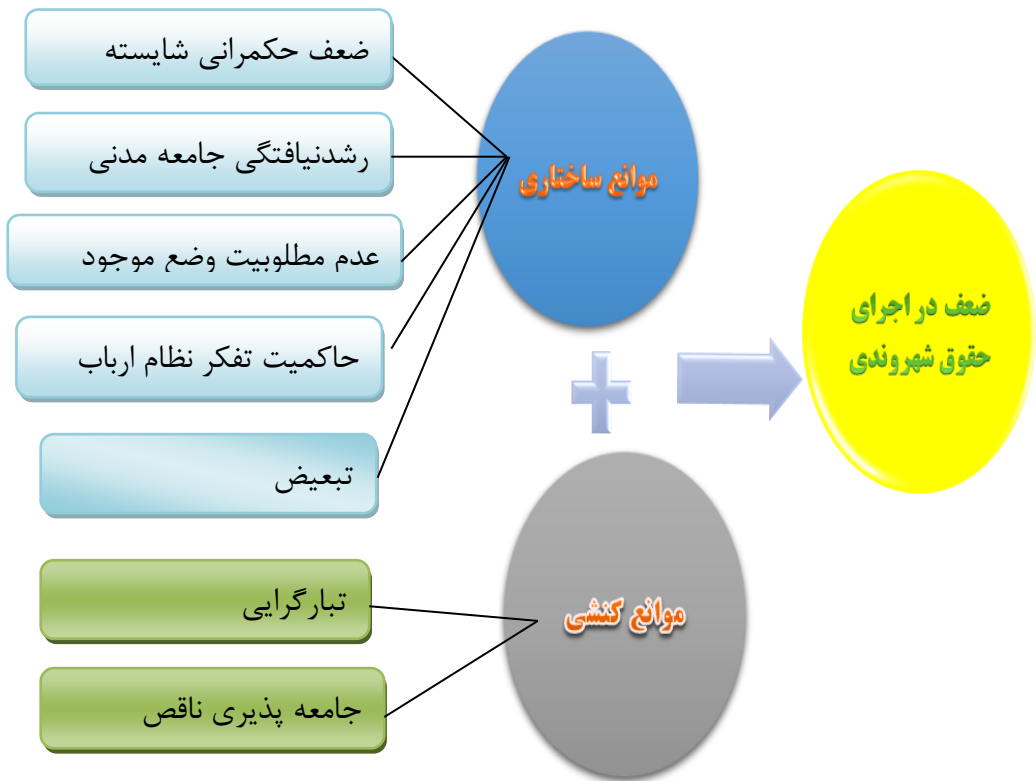 ضعف حکمرانی شایسته
رشدنیافتگی جامعه مدنی
عدم مطلوبیت وضع موجود
حاکمیت تفکر نظام ارباب
تبعیض
موانع ساختاری
تبارگرایی
جامعه پذیری ناقص
موانع کنشی
ضعف در اجرای
حقوق شهروندی